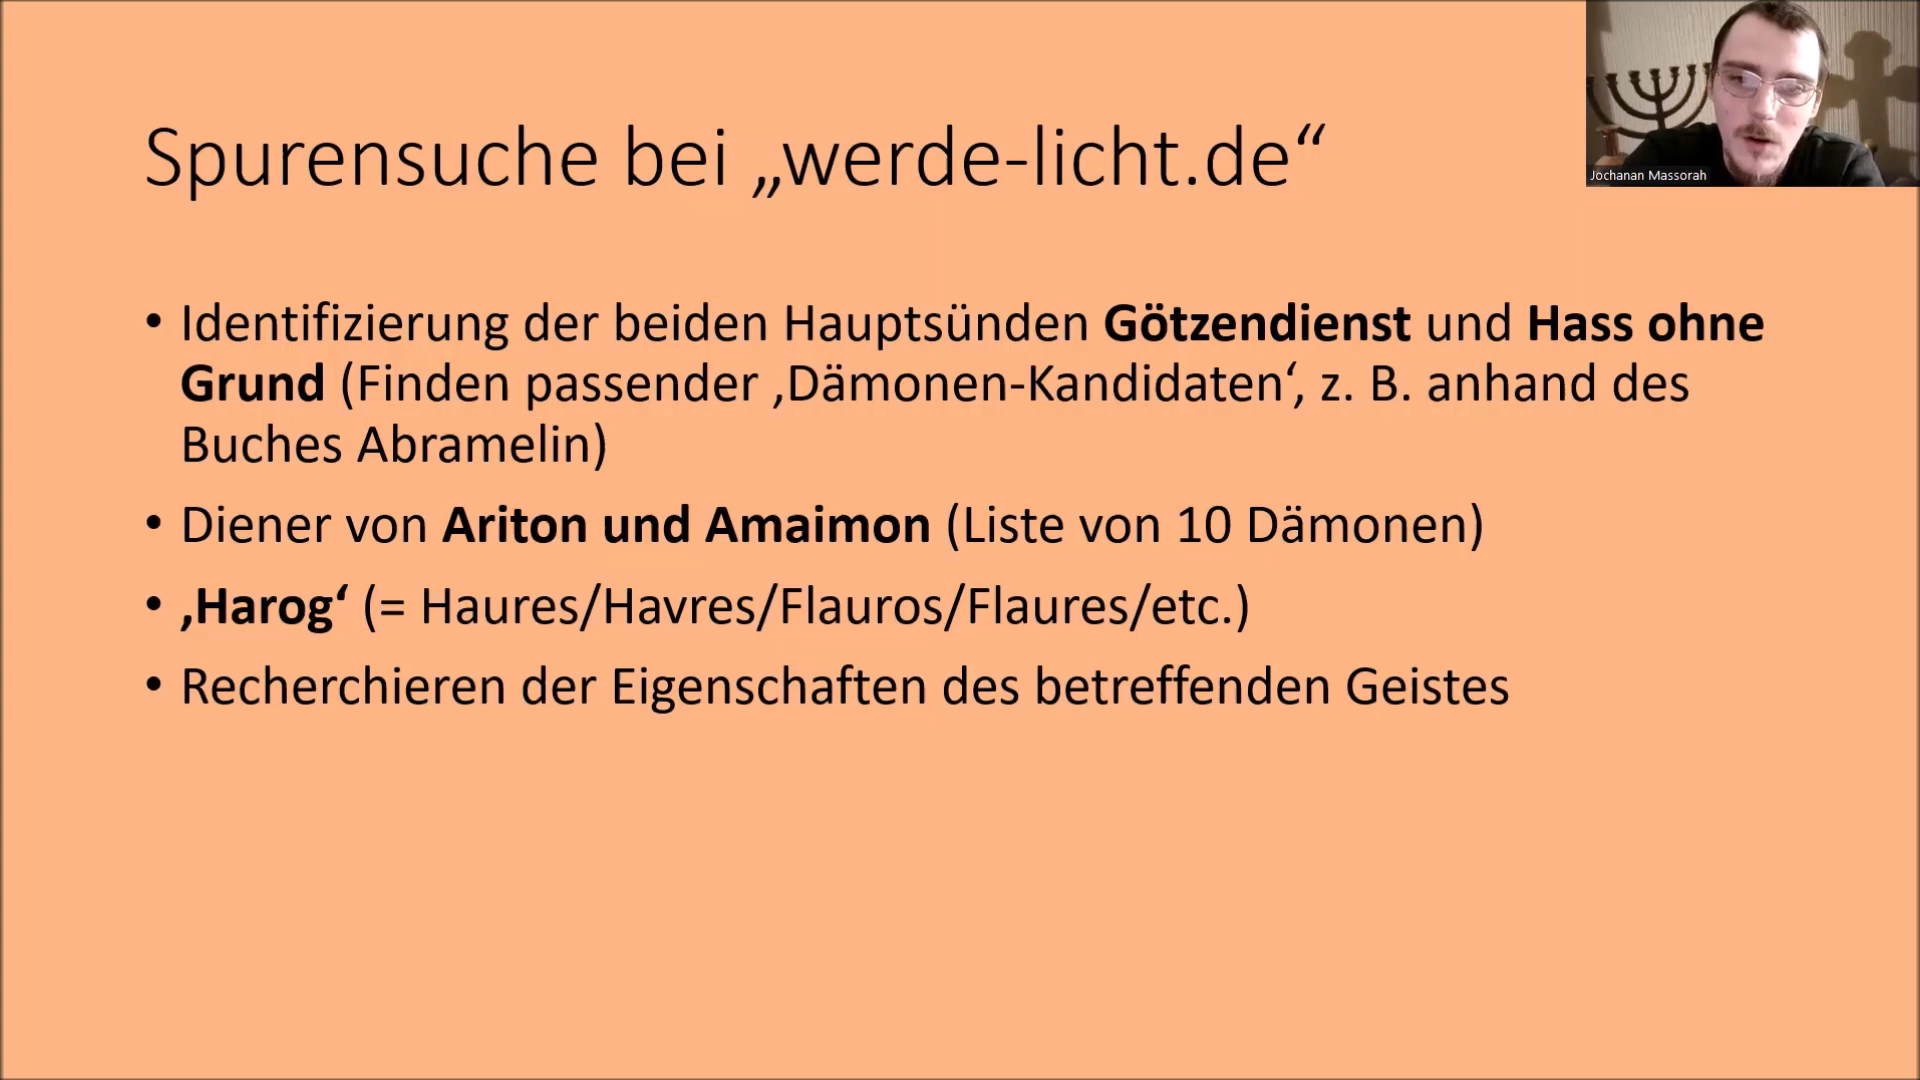 Spurensuche bei „werde-licht.de“
Jochanan Massorah
• Identifizierung der beiden Hauptsünden Götzendienst und Hass ohne
Grund (Finden passender ‚Dämonen-Kandidaten‘, z. B. anhand des
Buches Abramelin)
• Diener von Ariton und Amaimon (Liste von 10 Dämonen)
• ‚Harog‘ (= Haures/Havres/Flauros/Flaures/etc.)
• Recherchieren der Eigenschaften des betreffenden Geistes